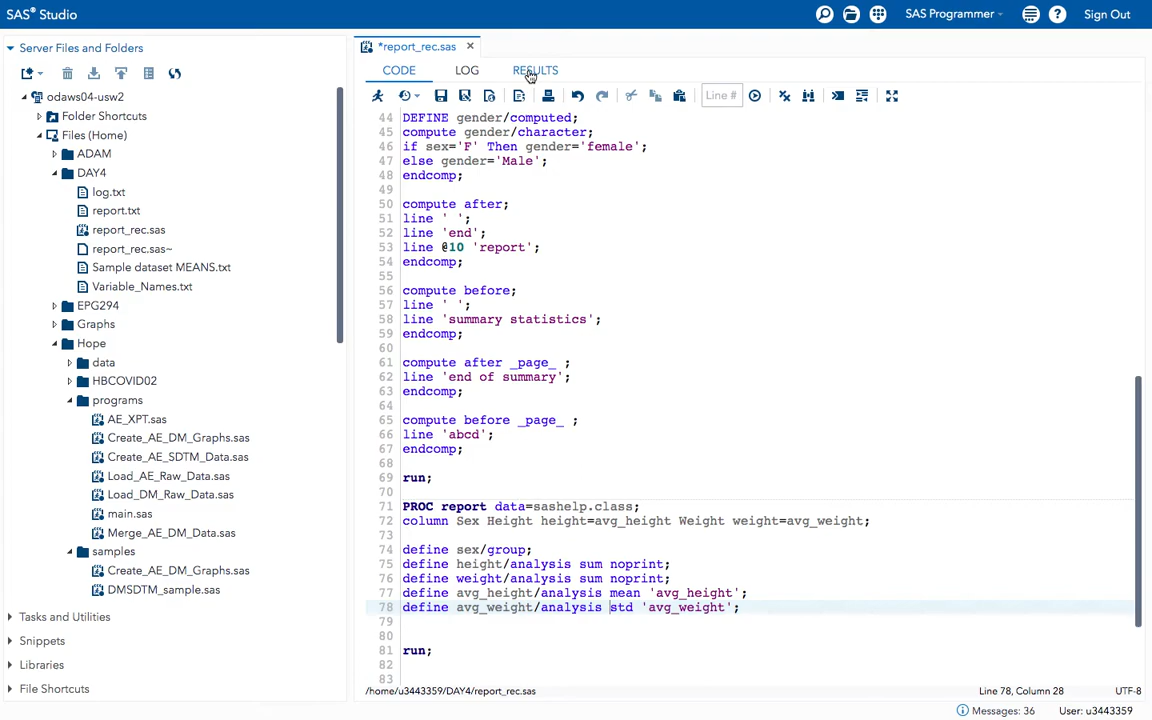 SAS® Studio
SAS Programmer
Sign Out
Server Files and Folders
odaws04-usw2
Folder Shortcuts
Files (Home)
ADAM
DAY4
log.txt
report.txt
report_rec.sas
report_rec.sas~
Sample dataset MEANS.txt
Variable_Names.txt
EPG294
Graphs
Hope
data
HBCOVID02
programs
AE_XPT.sas
Create_AE_DM_Graphs.sas
Create_AE_SDTM_Data.sas
Load_AE_Raw_Data.sas
Load_DM_Raw_Data.sas
main.sas
Merge_AE_DM_Data.sas
samples
Create_AE_DM_Graphs.sas
DMSDTM_sample.sas
Tasks and Utilities
Snippets
Libraries
File Shortcuts
*report_rec.sas
CODE LOG RESULTS
Line #
44 DEFINE gender/computed;
45 compute gender/character;
46 if sex='F' Then gender='female';
47 else gender='Male';
48 endcomp;
49
50 compute after;
51 line ' ';
52 line 'end';
53 line @10 'report';
54 endcomp;
55
56 compute before;
57 line ' ';
58 line 'summary statistics';
59 endcomp;
60
61 compute after _page_ ;
62 line 'end of summary';
63 endcomp;
64
65 compute before _page_ ;
66 line 'abcd';
67 endcomp;
68
69 run;
70
71 PROC report data=sashelp.class;
72 column Sex Height height=avg_height Weight weight=avg_weight;
73
74 define sex/group;
75 define height/analysis sum noprint;
76 define weight/analysis sum noprint;
77 define avg_height/analysis mean 'avg_height';
78 define avg_weight/analysis std 'avg_weight';
79
80
81 run;
82
83
/home/u3443359/DAY4/report_rec.sas
Line 78, Column 28
UTF-8
Messages: 36
User: u3443359